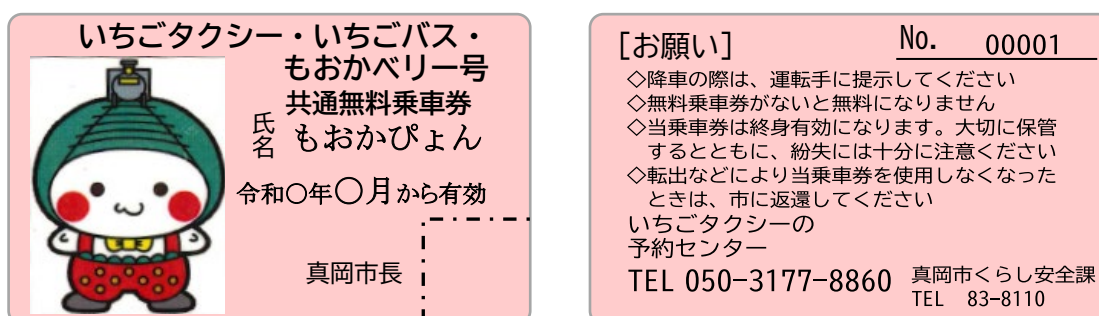 いちごタクシー・いちごバス・
もおかベリー号
共通無料乗車券
氏名 もおかぴょん
令和〇年〇月から有効
真岡市長
[お願い] No. 00001
◇降車の際は、運転手に提示してください
◇無料乗車券がないと無料になりません
◇当乗車券は終身有効になります。大切に保管
するとともに、紛失には十分に注意ください
◇転出などにより当乗車券を使用しなくなった
ときは、市に返還してください
いちごタクシーの
予約センター
TEL 050-3177-8860
真岡市くらし安全課
TEL 83-8110